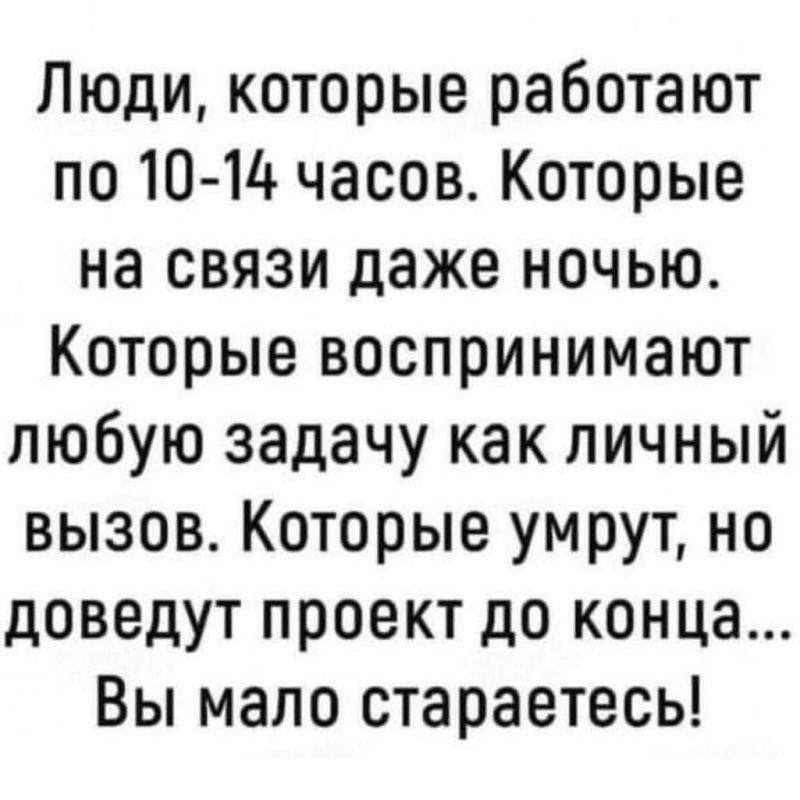 Люди, которые работают
по 10-14 часов. Которые
на связи даже ночью.
Которые воспринимают
любую задачу как личный
вызов. Которые умрут, но
доведут проект до конца...
Вы мало стараетесь!